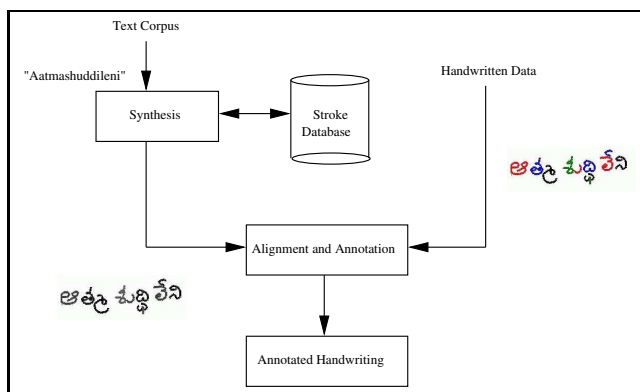 Text Corpus
"Aatmashuddileni"
Handwritten Data
Synthesis
Stroke
Database
ఆత్మ శుద్ధి లేని
Alignment and Annotation
ఆత్మ శుద్ధి లేని
Annotated Handwriting